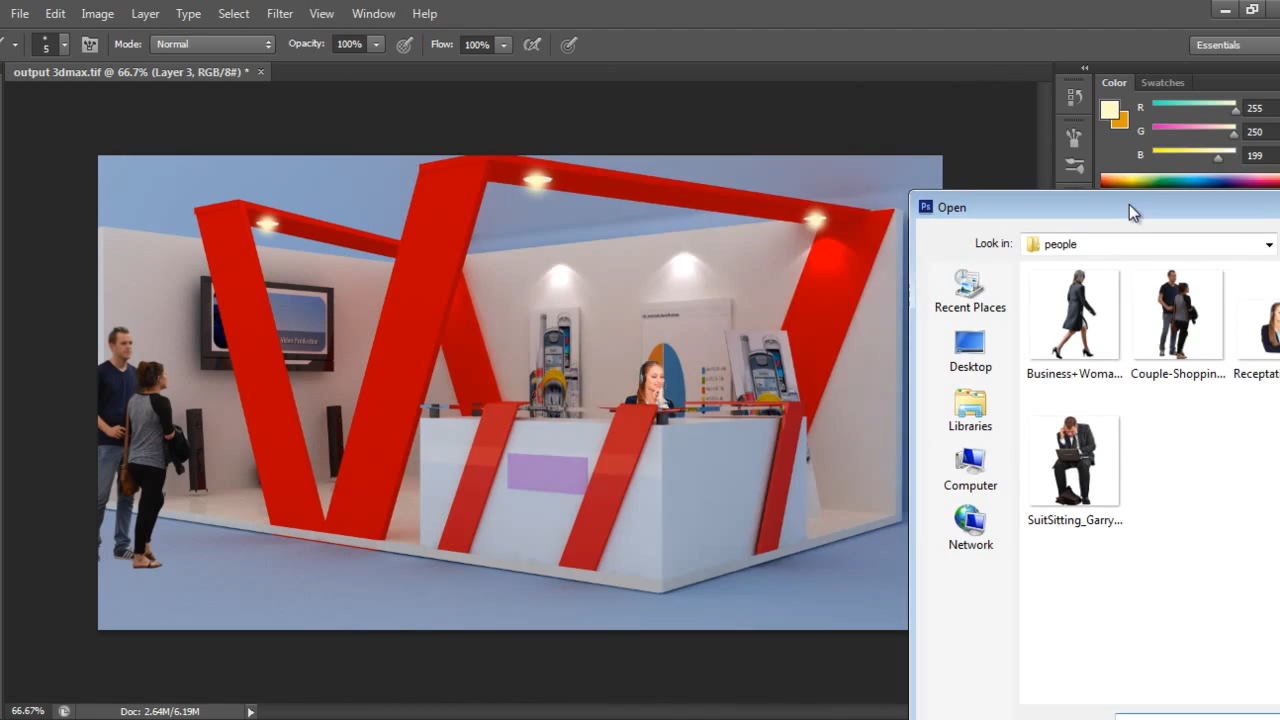 File Edit Image Layer Type Select Filter View Window Help
5 Mode: Normal Opacity: 100% Flow: 100% Essentials
output 3dmax.tif @ 66.7% (Layer 3, RGB/8#) * ×
Color Swatches
R 255
G 250
B 199
Ps Open
Look in: people
Recent Places
Desktop
Libraries
Computer
Network
Business+Woma... Couple-Shoppin... Receptat
SuitSitting_Garry...
66.67% Doc: 2.64M/6.19M